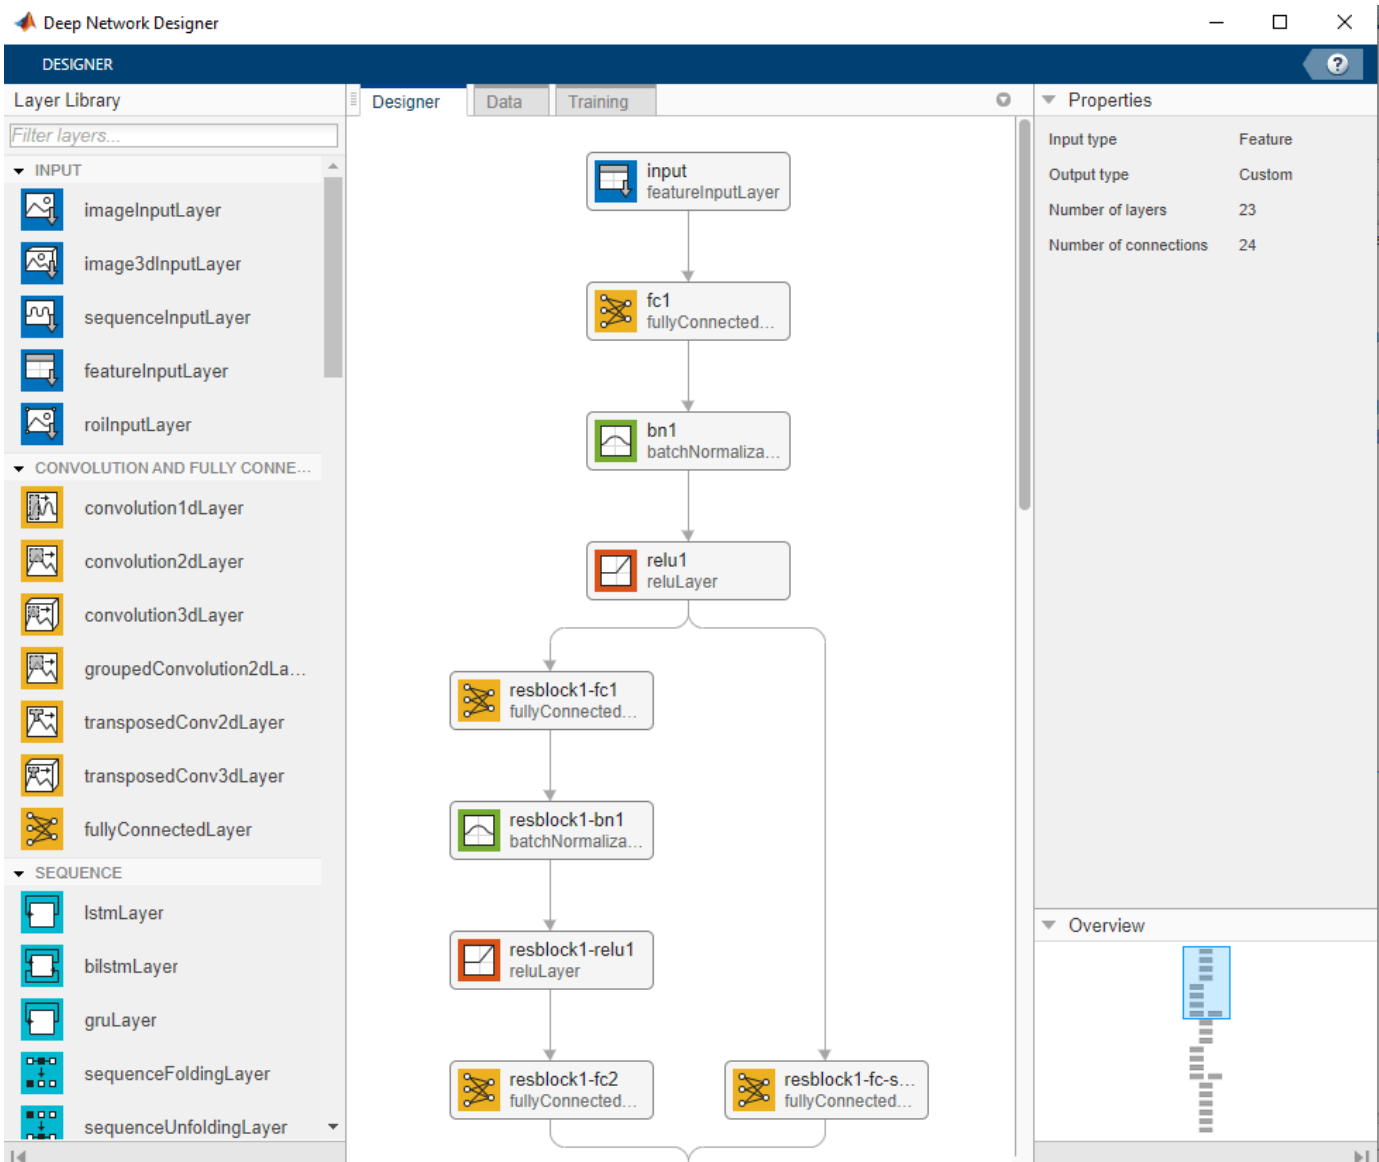 Deep Network Designer
DESIGNER
?
Layer Library
Filter layers...
INPUT
imageInputLayer
image3dInputLayer
sequenceInputLayer
featureInputLayer
roiInputLayer
CONVOLUTION AND FULLY CONNE...
convolution1dLayer
convolution2dLayer
convolution3dLayer
groupedConvolution2dLa...
transposedConv2dLayer
transposedConv3dLayer
fullyConnectedLayer
SEQUENCE
lstmLayer
bilstmLayer
gruLayer
sequenceFoldingLayer
sequenceUnfoldingLayer
Designer Data Training
input
featureInputLayer
fc1
fullyConnected...
bn1
batchNormaliza...
relu1
reluLayer
resblock1-fc1
fullyConnected...
resblock1-bn1
batchNormaliza...
resblock1-relu1
reluLayer
resblock1-fc2
fullyConnected...
resblock1-fc-s...
fullyConnected...
Properties
Input type Feature
Output type Custom
Number of layers 23
Number of connections 24
Overview